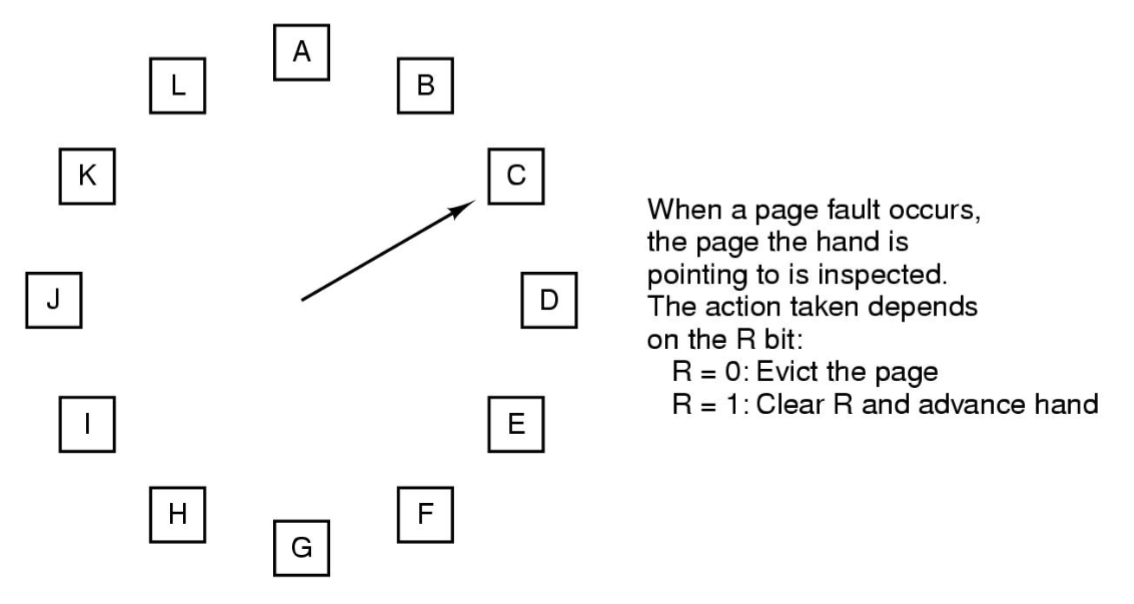 A
L
B
K
C
J
D
I
E
H
F
G
When a page fault occurs,
the page the hand is
pointing to is inspected.
The action taken depends
on the R bit:
R = 0: Evict the page
R = 1: Clear R and advance hand